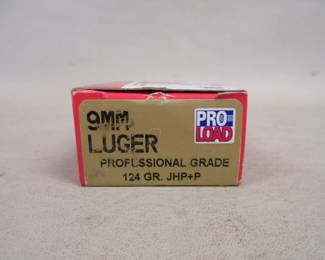 9MM
LUGER
PRO
LOAD
PROFESSIONAL GRADE
124 GR. JHP+P